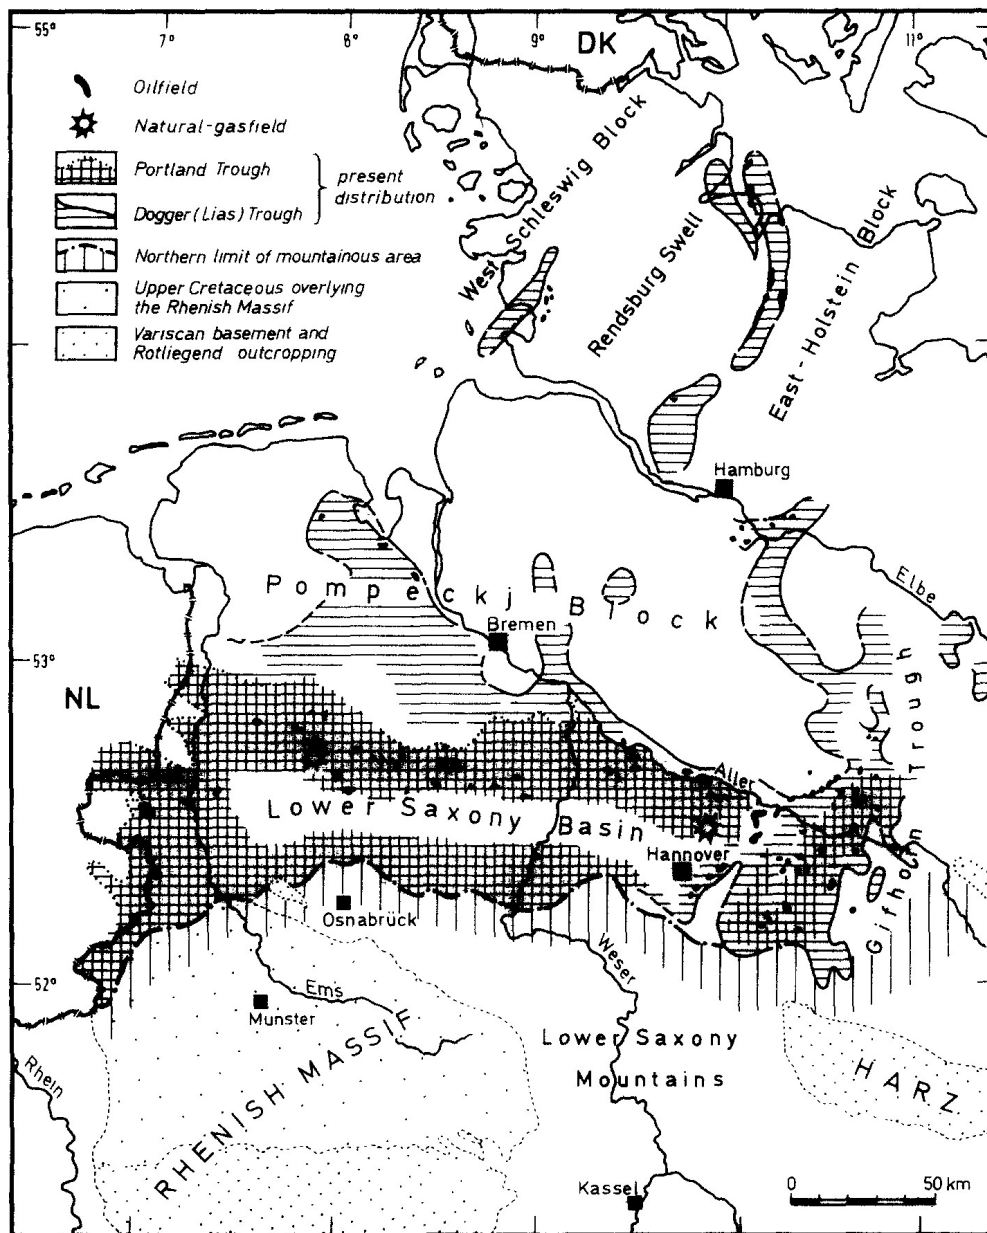 55°
7°
8°
9°
11°
DK
Oilfield
Natural-gasfield
Portland Trough
Dogger (Lias) Trough
present
distribution
Northern limit of mountainous area
Upper Cretaceous overlying
the Rhenish Massif
Variscan basement and
Rotliegend outcropping
West Schleswig Block
Rendsburg Swell
East-Holstein Block
Hamburg
Elbe
Pompeckj Block
Bremen
53°
NL
Aller
Lower Saxony Basin
Hannover
Gifhorn Trough
Osnabrück
Weser
52°
Ems
Munster
Lower Saxony
Mountains
RHENISH MASSIF
HARZ
Rhein
Kassel
0 50 km